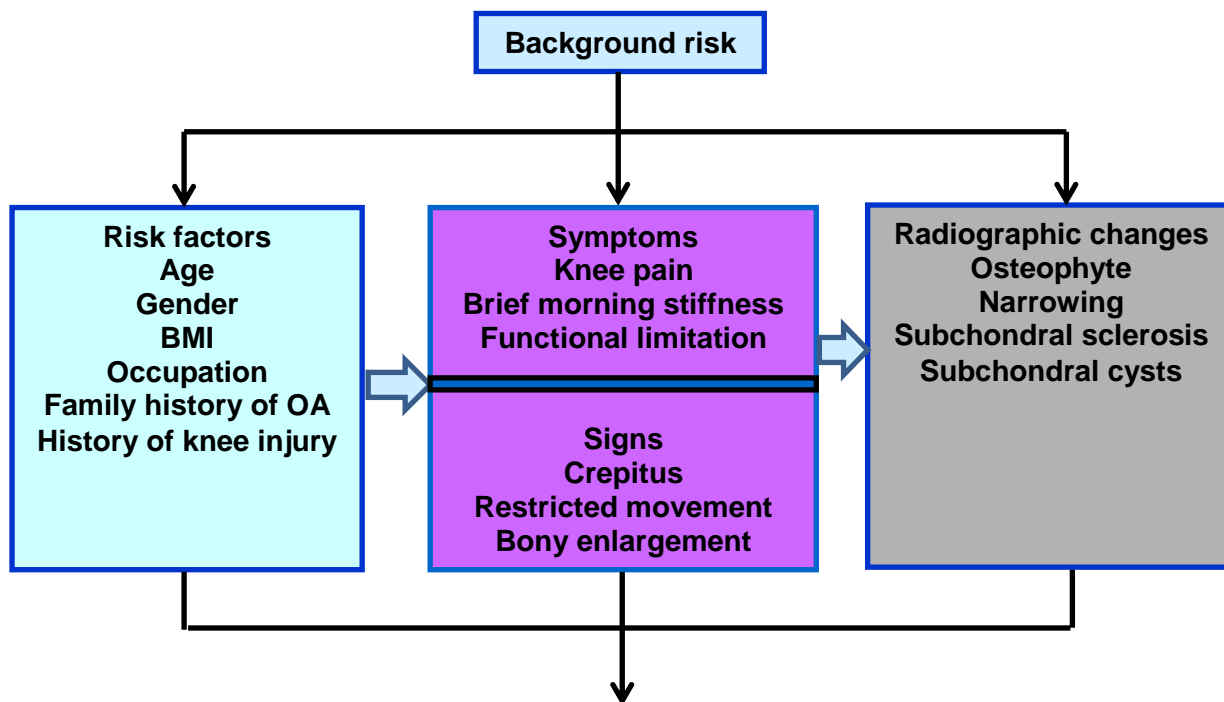 Background risk
Risk factors
Age
Gender
BMI
Occupation
Family history of OA
History of knee injury
Symptoms
Knee pain
Brief morning stiffness
Functional limitation
Signs
Crepitus
Restricted movement
Bony enlargement
Radiographic changes
Osteophyte
Narrowing
Subchondral sclerosis
Subchondral cysts